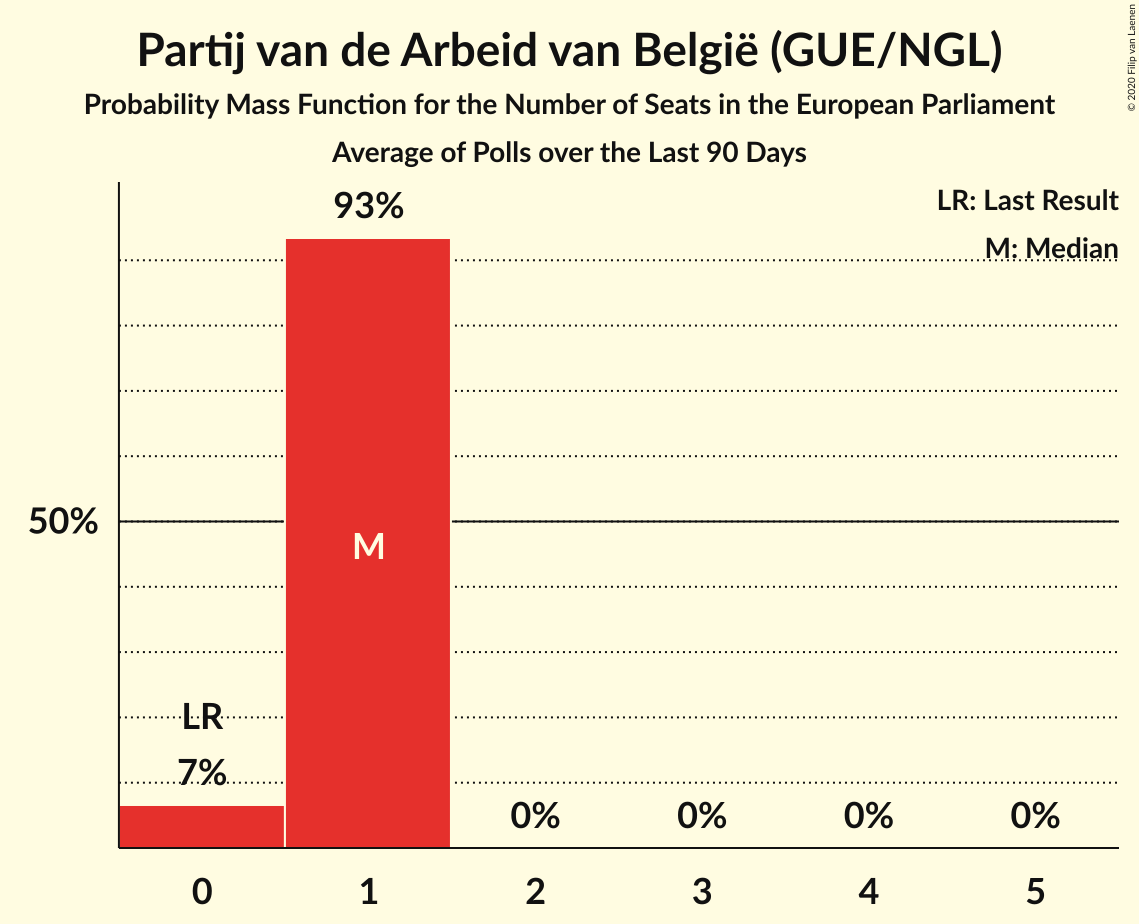 Partij van de Arbeid van België (GUE/NGL)
Probability Mass Function for the Number of Seats in the European Parliament
Average of Polls over the Last 90 Days
© 2020 Filip van Laenen
LR: Last Result
M: Median
93%
50%
M
LR
7%
0% 0% 0% 0%
0 1 2 3 4 5